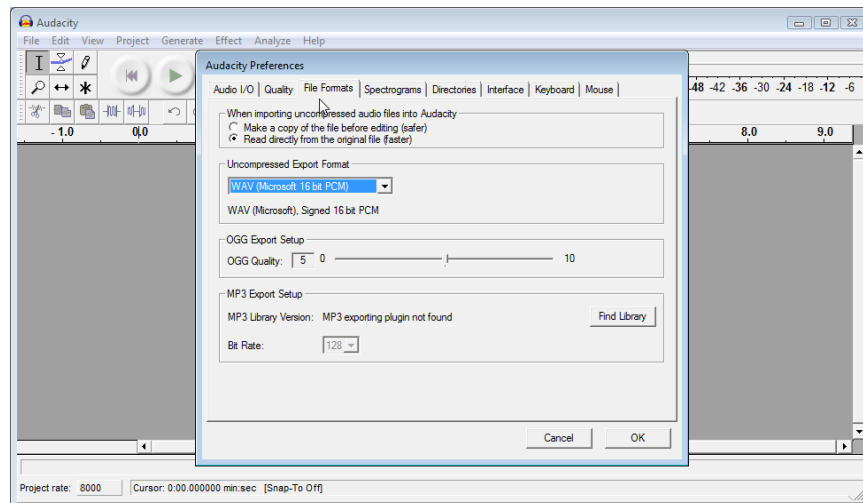 Audacity
File Edit View Project Generate Effect Analyze Help
Audacity Preferences
Audio I/O Quality File Formats Spectrograms Directories Interface Keyboard Mouse
-48 -42 -36 -30 -24 -18 -12 -6
When importing uncompressed audio files into Audacity
Make a copy of the file before editing (safer)
Read directly from the original file (faster)
- 1.0 0.0 8.0 9.0
Uncompressed Export Format
WAV (Microsoft 16 bit PCM)
WAV (Microsoft), Signed 16 bit PCM
OGG Export Setup
OGG Quality: 5 0 10
MP3 Export Setup
MP3 Library Version: MP3 exporting plugin not found Find Library
Bit Rate: 128
Cancel OK
Project rate: 8000 Cursor: 0:00.000000 min:sec [Snap-To Off]